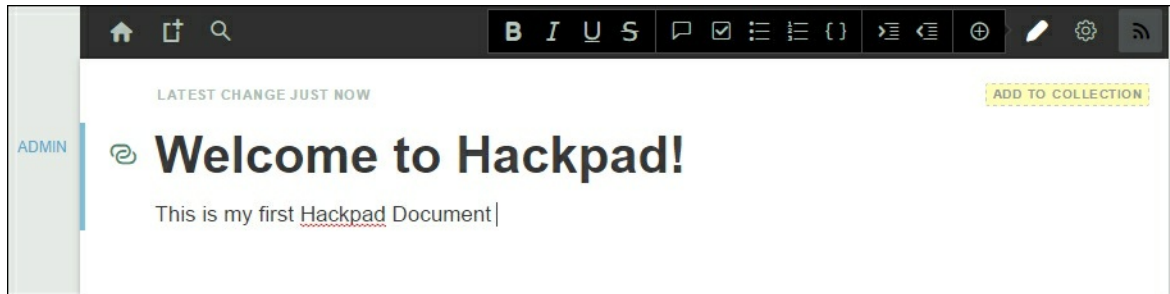 B I U S
LATEST CHANGE JUST NOW
ADD TO COLLECTION
ADMIN
Welcome to Hackpad!
This is my first Hackpad Document